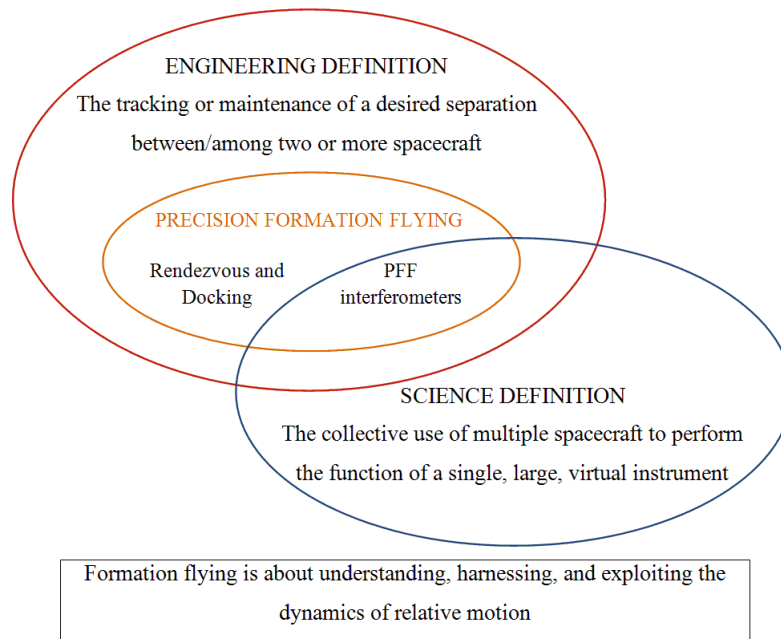 ENGINEERING DEFINITION
The tracking or maintenance of a desired separation
between/among two or more spacecraft
PRECISION FORMATION FLYING
Rendezvous and
Docking
PFF
interferometers
SCIENCE DEFINITION
The collective use of multiple spacecraft to perform
the function of a single, large, virtual instrument
Formation flying is about understanding, harnessing, and exploiting the
dynamics of relative motion